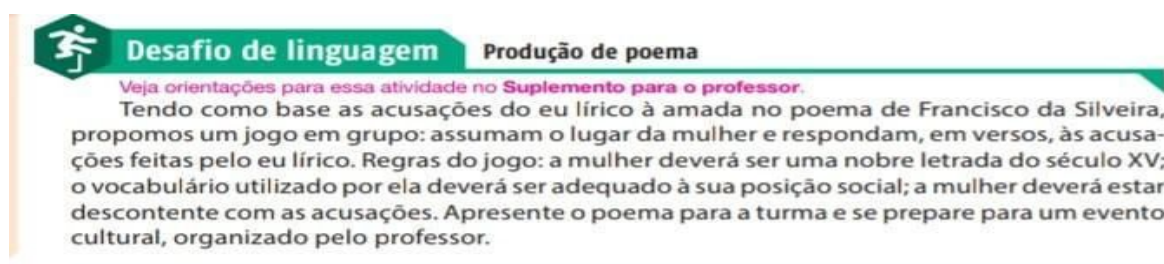 Desafio de linguagem Produção de poema
Veja orientações para essa atividade no Suplemento para o professor.
Tendo como base as acusações do eu lírico à amada no poema de Francisco da Silveira,
propomos um jogo em grupo: assumam o lugar da mulher e respondam, em versos, às acusa-
ções feitas pelo eu lírico. Regras do jogo: a mulher deverá ser uma nobre letrada do século XV;
o vocabulário utilizado por ela deverá ser adequado à sua posição social; a mulher deverá estar
descontente com as acusações. Apresente o poema para a turma e se prepare para um evento
cultural, organizado pelo professor.